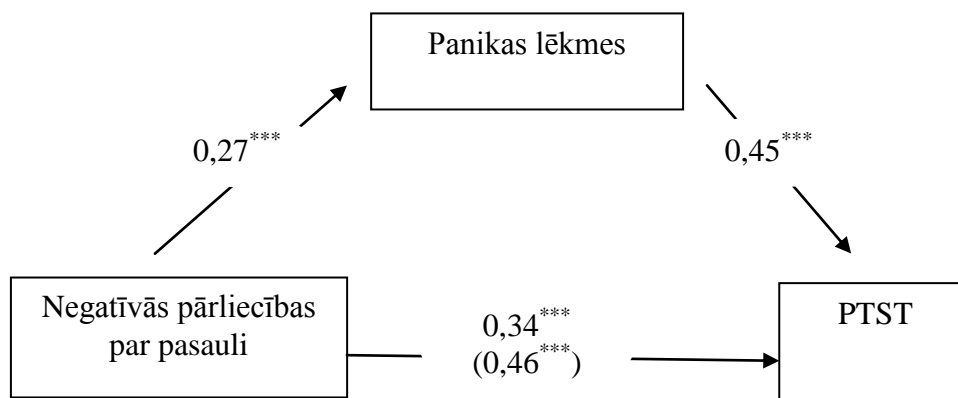 Panikas lēkmes
0,27***
0,45***
Negatīvās pārliecības
par pasauli
0,34***
(0,46***)
PTST